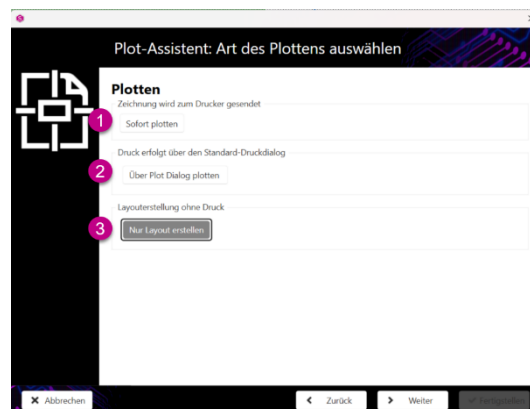 Plot-Assistent: Art des Plottens auswählen
Plotten
Zeichnung wird zum Drucker gesendet
1
Sofort plotten
Druck erfolgt über den Standard-Druckdialog
2
Über Plot Dialog plotten
Layouterstellung ohne Druck
3
Nur Layout erstellen
Abbrechen
Zurück
Weiter
Fertigstellen